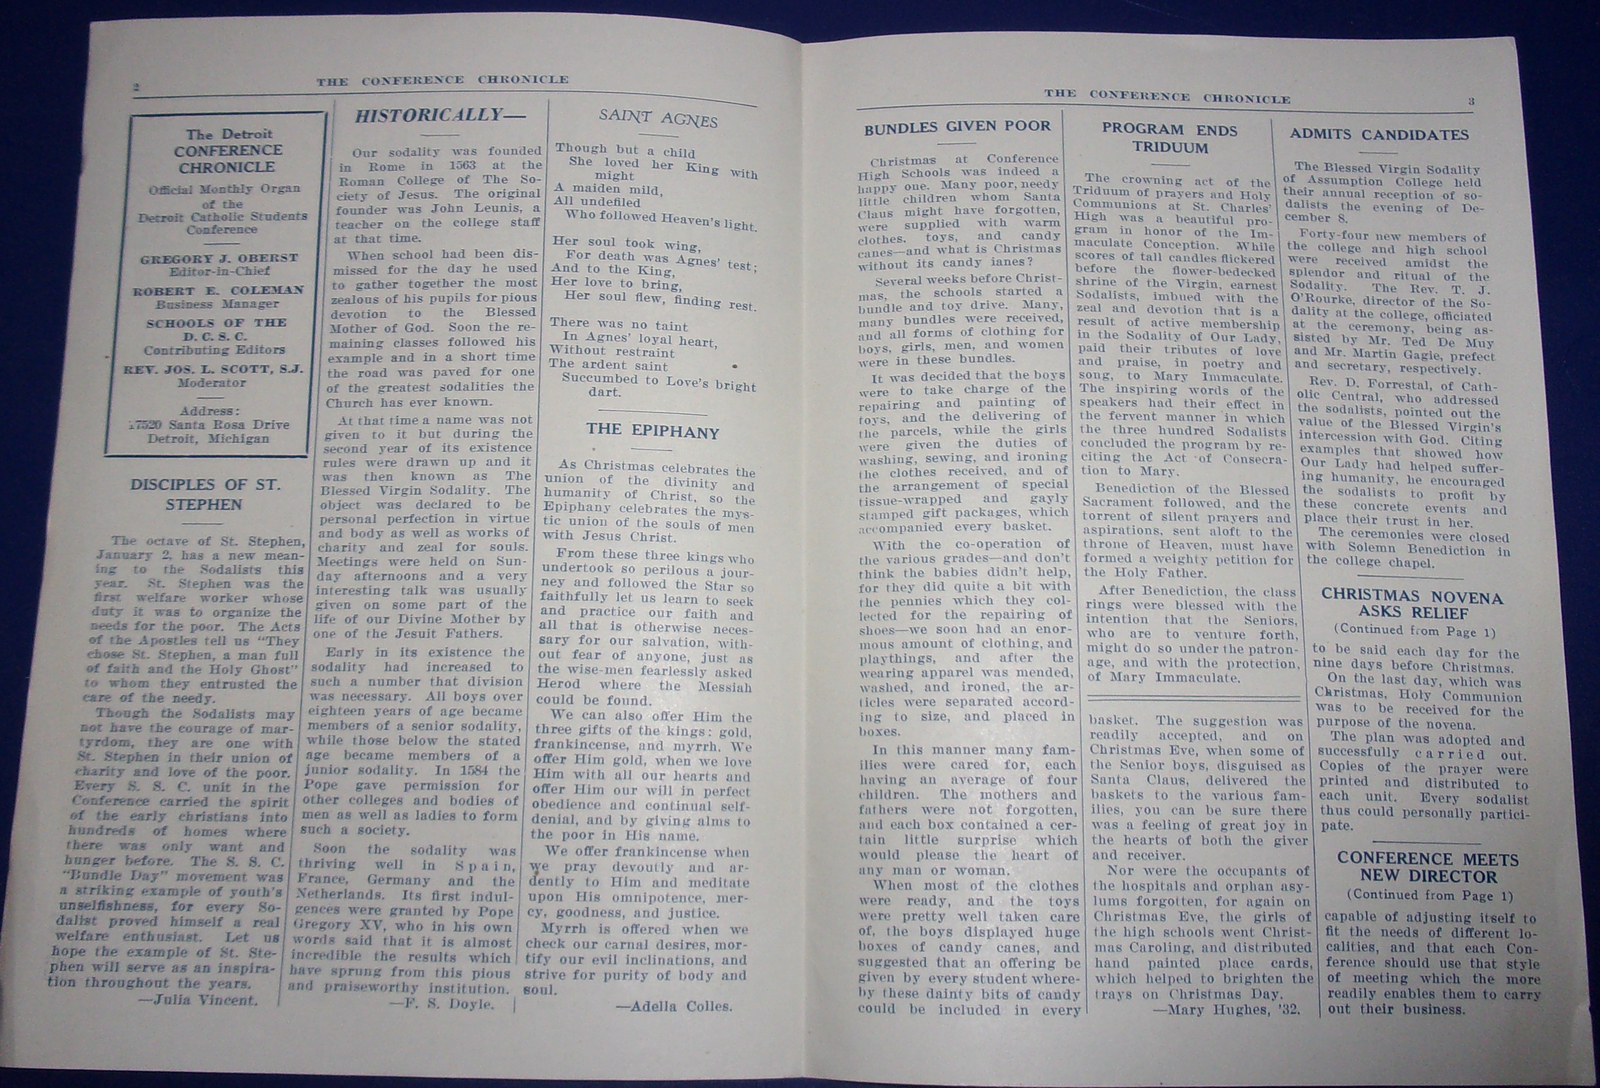 2
THE CONFERENCE CHRONICLE
The Detroit
CONFERENCE
CHRONICLE
Official Monthly Organ
of the
Detroit Catholic Students
Conference
GREGORY J. OBERST
Editor-in-Chief
ROBERT E. COLEMAN
Business Manager
SCHOOLS OF THE
D. C. S. C.
Contributing Editors
REV. JOS. L. SCOTT, S.J.
Moderator
Address:
17520 Santa Rosa Drive
Detroit, Michigan
DISCIPLES OF ST.
STEPHEN
The octave of St. Stephen,
January 2, has a new mean-
ing to the Sodalists this
year. St. Stephen was the
first welfare worker whose
duty it was to organize the
needs for the poor. The Acts
of the Apostles tell us "They
chose St. Stephen, a man full
of faith and the Holy Ghost"
to whom they entrusted the
care of the needy.
Though the Sodalists may
not have the courage of mar-
tyrdom, they are one with
St. Stephen in their union of
charity and love of the poor.
Every S. S. C. unit in the
Conference carried the spirit
of the early christians into
hundreds of homes where
there was only want and
hunger before. The S. S. C.
"Bundle Day" movement was
a striking example of youth's
unselfishness, for every So-
dalist proved himself a real
welfare enthusiast. Let us
hope the example of St. Ste-
phen will serve as an inspira-
tion throughout the years.
—Julia Vincent.
HISTORICALLY—
Our sodality was founded
in Rome in 1563 at the
Roman College of The So-
ciety of Jesus. The original
founder was John Leunis, a
teacher on the college staff
at that time.
When school had been dis-
missed for the day he used
to gather together the most
zealous of his pupils for pious
devotion to the Blessed
Mother of God. Soon the re-
maining classes followed his
example and in a short time
the road was paved for one
of the greatest sodalities the
Church has ever known.
At that time a name was not
given to it but during the
second year of its existence
rules were drawn up and it
was then known as The
Blessed Virgin Sodality. The
object was declared to be
personal perfection in virtue
and body as well as works of
charity and zeal for souls.
Meetings were held on Sun-
day afternoons and a very
interesting talk was usually
given on some part of the
life of our Divine Mother by
one of the Jesuit Fathers.
Early in its existence the
sodality had increased to
such a number that division
was necessary. All boys over
eighteen years of age became
members of a senior sodality,
while those below the stated
age became members of a
junior sodality. In 1584 the
Pope gave permission for
other colleges and bodies of
men as well as ladies to form
such a society.
Soon the sodality was
thriving well in Spain,
France, Germany and the
Netherlands. Its first indul-
gences were granted by Pope
Gregory XV, who in his own
words said that it is almost
incredible the results which
have sprung from this pious
and praiseworthy institution.
—F. S. Doyle.
SAINT AGNES
Though but a child
She loved her King with
might
A maiden mild,
All undefiled
Who followed Heaven's light.
Her soul took wing,
For death was Agnes' test;
And to the King,
Her love to bring,
Her soul flew, finding rest.
There was no taint
In Agnes' loyal heart,
Without restraint
The ardent saint
Succumbed to Love's bright
dart.
THE EPIPHANY
As Christmas celebrates the
union of the divinity and
humanity of Christ, so the
Epiphany celebrates the mys-
tic union of the souls of men
with Jesus Christ.
From these three kings who
undertook so perilous a jour-
ney and followed the Star so
faithfully let us learn to seek
and practice our faith and
all that is otherwise neces-
sary for our salvation, with-
out fear of anyone, just as
the wise-men fearlessly asked
Herod where the Messiah
could be found.
We can also offer Him the
three gifts of the kings: gold,
frankincense, and myrrh. We
offer Him gold, when we love
Him with all our hearts and
offer Him our will in perfect
obedience and continual self-
denial, and by giving alms to
the poor in His name.
We offer frankincense when
we pray devoutly and ar-
dently to Him and meditate
upon His omnipotence, mer-
cy, goodness, and justice.
Myrrh is offered when we
check our carnal desires, mor-
tify our evil inclinations, and
strive for purity of body and
soul.
—Adella Colles.
THE CONFERENCE CHRONICLE
3
BUNDLES GIVEN POOR
Christmas at Conference
High Schools was indeed a
happy one. Many poor, needy
little children whom Santa
Claus might have forgotten,
were supplied with warm
clothes, toys, and candy
canes—and what is Christmas
without its candy canes?
Several weeks before Christ-
mas, the schools started a
bundle and toy drive. Many,
many bundles were received,
and all forms of clothing for
boys, girls, men, and women
were in these bundles.
It was decided that the boys
were to take charge of the
repairing and painting of
toys, and the delivering of
the parcels, while the girls
were given the duties of
washing, sewing, and ironing
the clothes received, and of
the arrangement of special
tissue-wrapped and gayly
stamped gift packages, which
accompanied every basket.
With the co-operation of
the various grades—and don't
think the babies didn't help,
for they did quite a bit with
the pennies which they col-
lected for the repairing of
shoes—we soon had an enor-
mous amount of clothing, and
playthings, and after the
wearing apparel was mended,
washed, and ironed, the ar-
ticles were separated accord-
ing to size, and placed in
boxes.
In this manner many fam-
ilies were cared for, each
having an average of four
children. The mothers and
fathers were not forgotten,
and each box contained a cer-
tain little surprise which
would please the heart of
any man or woman.
When most of the clothes
were ready, and the toys
were pretty well taken care
of, the boys displayed huge
boxes of candy canes, and
suggested that an offering be
given by every student where-
by these dainty bits of candy
could be included in every
PROGRAM ENDS
TRIDUUM
The crowning act of the
Triduum of prayers and Holy
Communions at St. Charles'
High was a beautiful pro-
gram in honor of the Im-
maculate Conception. While
scores of tall candles flickered
before the flower-bedecked
shrine of the Virgin, earnest
Sodalists, imbued with the
zeal and devotion that is a
result of active membership
in the Sodality of Our Lady,
paid their tributes of love
and praise, in poetry and
song, to Mary Immaculate.
The inspiring words of the
speakers had their effect in
the fervent manner in which
the three hundred Sodalists
concluded the program by re-
citing the Act of Consecra-
tion to Mary.
Benediction of the Blessed
Sacrament followed, and the
torrent of silent prayers and
aspirations, sent aloft to the
throne of Heaven, must have
formed a weighty petition for
the Holy Father.
After Benediction, the class
rings were blessed with the
intention that the Seniors,
who are to venture forth,
might do so under the patron-
age, and with the protection,
of Mary Immaculate.
basket. The suggestion was
readily accepted, and on
Christmas Eve, when some of
the Senior boys, disguised as
Santa Claus, delivered the
baskets to the various fam-
ilies, you can be sure there
was a feeling of great joy in
the hearts of both the giver
and receiver.
Nor were the occupants of
the hospitals and orphan asy-
lums forgotten, for again on
Christmas Eve, the girls of
the high schools went Christ-
mas Caroling, and distributed
hand painted place cards,
which helped to brighten the
trays on Christmas Day.
—Mary Hughes, '32.
ADMITS CANDIDATES
The Blessed Virgin Sodality
of Assumption College held
their annual reception of so-
dalists the evening of De-
cember 8.
Forty-four new members of
the college and high school
were received amidst the
splendor and ritual of the
Sodality. The Rev. T. J.
O'Rourke, director of the So-
dality at the college, officiated
at the ceremony, being as-
sisted by Mr. Ted De Muy
and Mr. Martin Gagie, prefect
and secretary, respectively.
Rev. D. Forrestal, of Cath-
olic Central, who addressed
the sodalists, pointed out the
value of the Blessed Virgin's
intercession with God. Citing
examples that showed how
Our Lady had helped suffer-
ing humanity, he encouraged
the sodalists to profit by
these concrete events and
place their trust in her.
The ceremonies were closed
with Solemn Benediction in
the college chapel.
CHRISTMAS NOVENA
ASKS RELIEF
(Continued from Page 1)
to be said each day for the
nine days before Christmas.
On the last day, which was
Christmas, Holy Communion
was to be received for the
purpose of the novena.
The plan was adopted and
successfully carried out.
Copies of the prayer were
printed and distributed to
each unit. Every sodalist
thus could personally partici-
pate.
CONFERENCE MEETS
NEW DIRECTOR
(Continued from Page 1)
capable of adjusting itself to
fit the needs of different lo-
calities, and that each Con-
ference should use that style
of meeting which the more
readily enables them to carry
out their business.